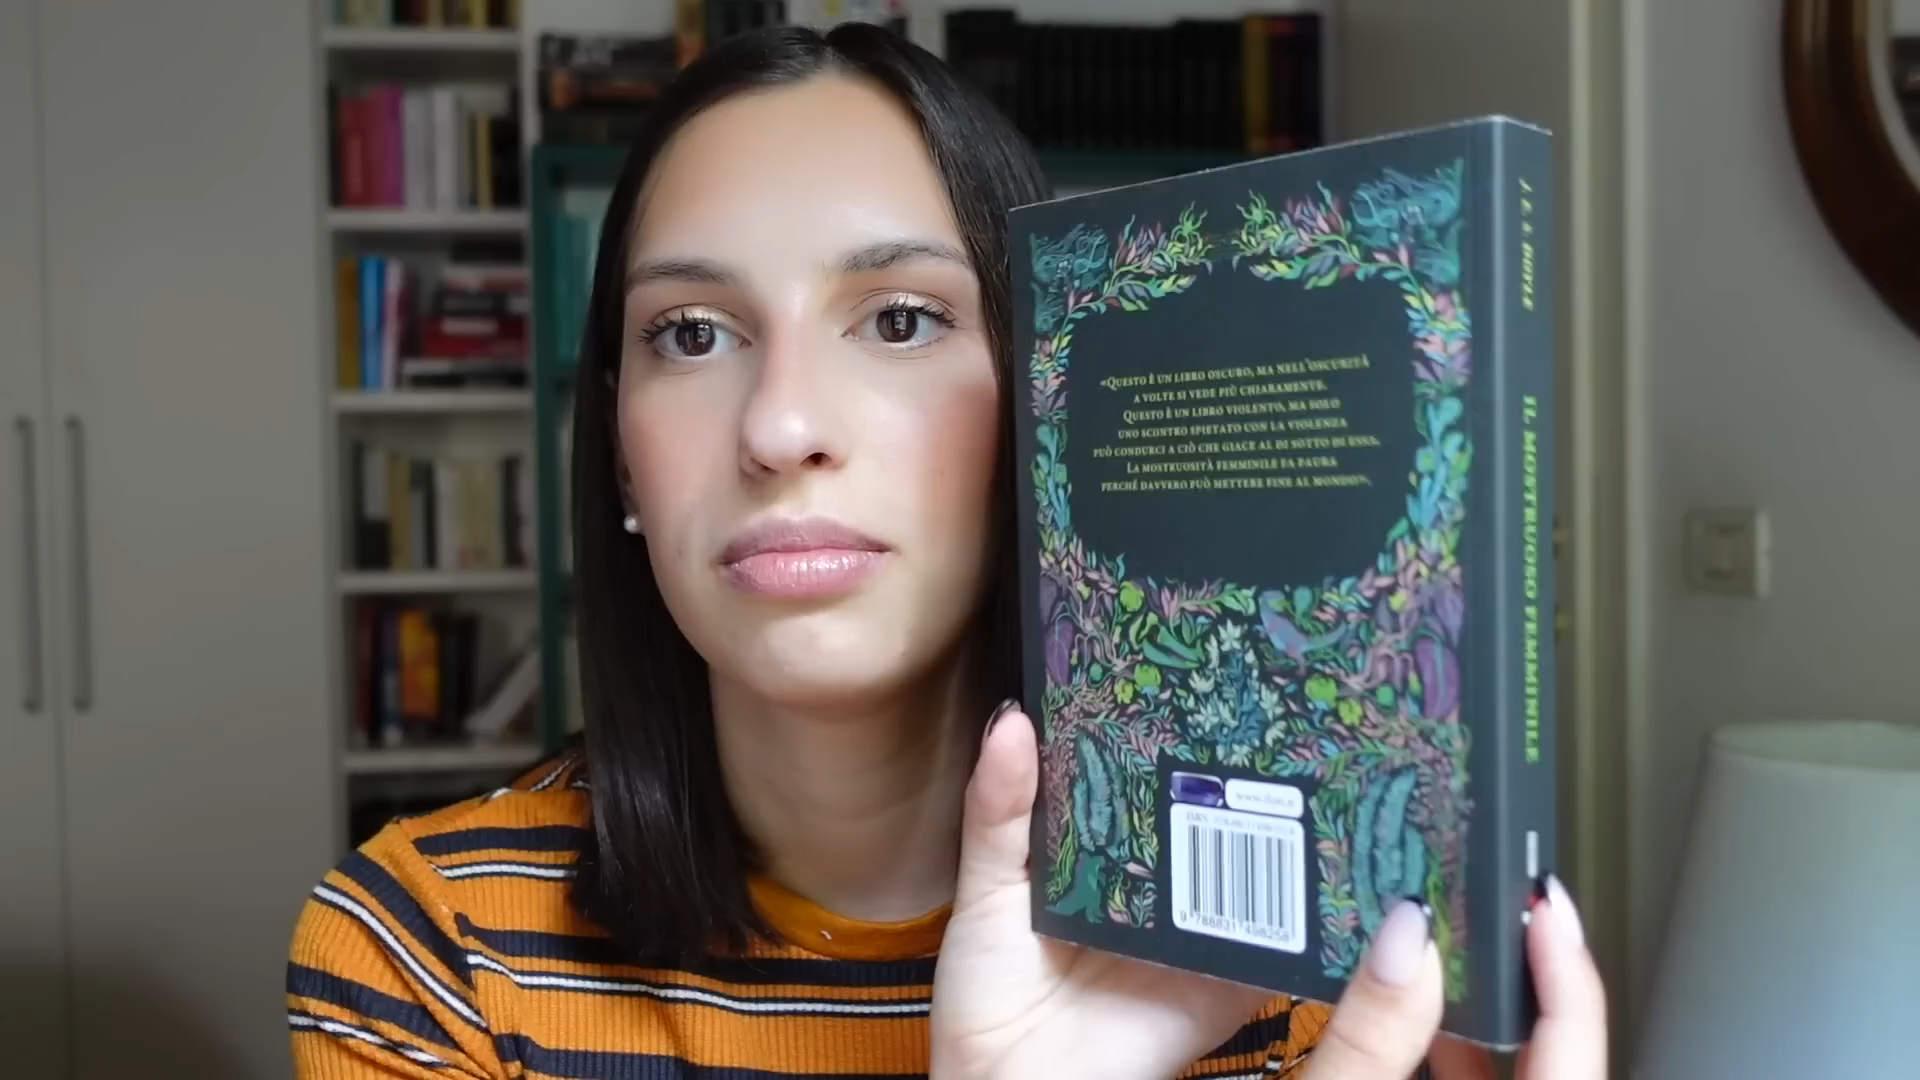 «Questo è un libro oscuro, ma nell'oscurità
a volte si vede più chiaramente.
Questo è un libro violento, ma solo
uno scontro spietato con la violenza
può condurci a ciò che giace al di sotto di essa.
La mostruosità femminile fa paura
perché davvero può mettere fine al mondo».
9 788831 498258
DOYLE
IL MOSTRUOSO FEMMINILE